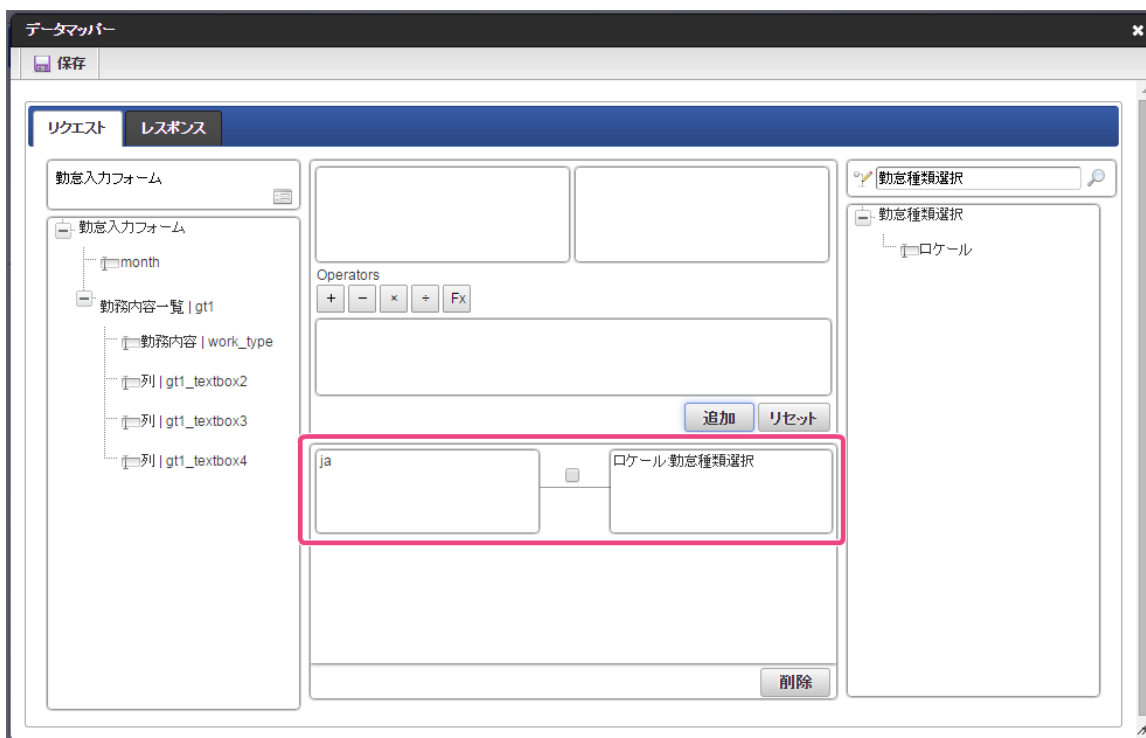 データマッパー
保存
リクエスト
レスポンス
勤怠入力フォーム
勤怠入力フォーム
month
勤務内容一覧 | gt1
勤務内容 | work_type
列 | gt1_textbox2
列 | gt1_textbox3
列 | gt1_textbox4
Operators
+ − × ÷ Fx
追加 リセット
ja
ロケール:勤怠種類選択
削除
勤怠種類選択
勤怠種類選択
ロケール